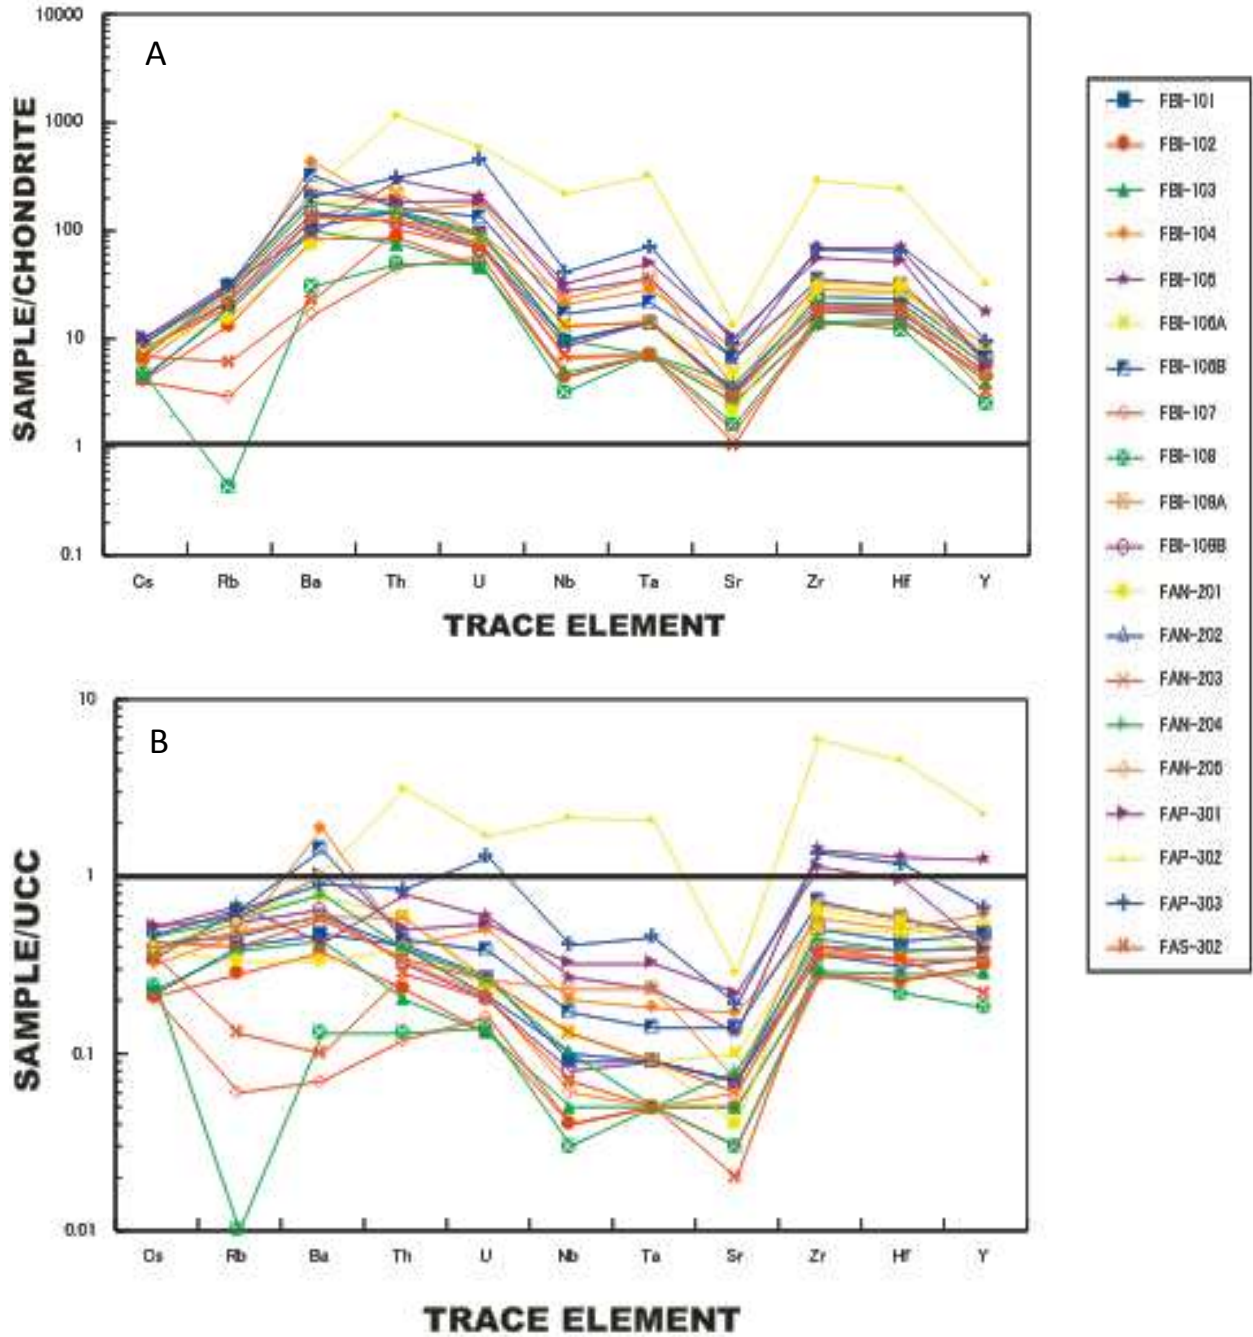 10000
A
1000
100
10
1
0.1
SAMPLE/CHONDRITE
Cs Rb Ba Th U Nb Ta Sr Zr Hf Y
TRACE ELEMENT
10
B
1
0.1
0.01
SAMPLE/UCC
Cs Rb Ba Th U Nb Ta Sr Zr Hf Y
TRACE ELEMENT
FBI-101
FBI-102
FBI-103
FBI-104
FBI-105
FBI-106A
FBI-106B
FBI-107
FBI-108
FBI-109A
FBI-109B
FAN-201
FAN-202
FAN-203
FAN-204
FAN-205
FAP-301
FAP-302
FAP-303
FAS-302